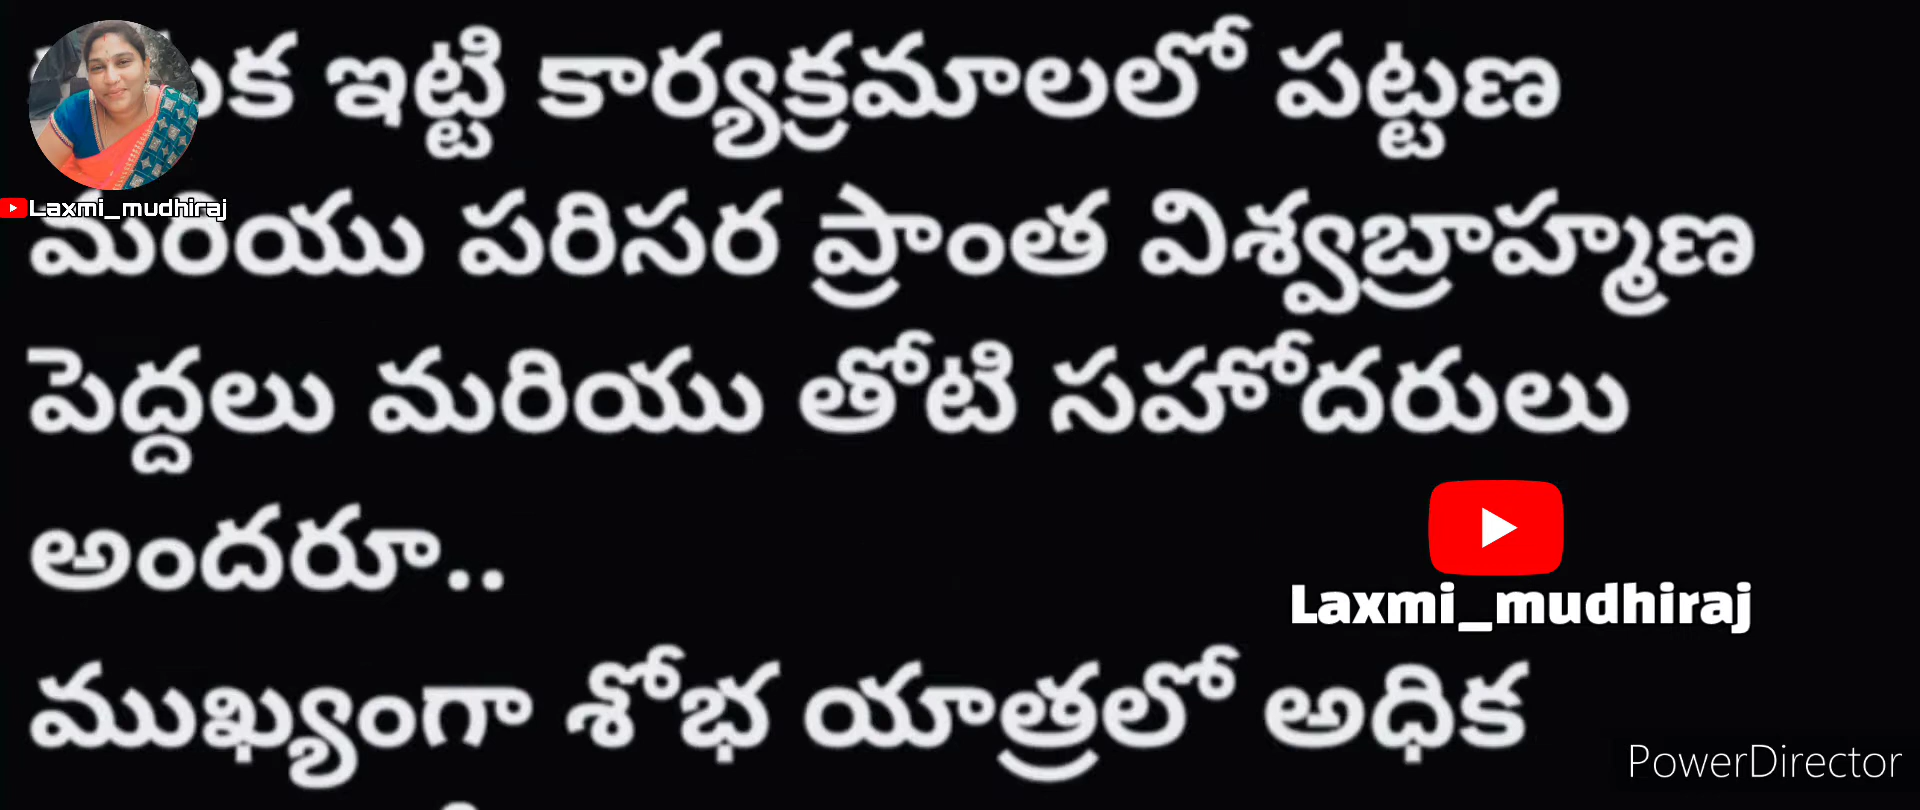 ఇట్టి కార్యక్రమాలలో పట్టణ
Laxmi_mudhiraj
మరియు పరిసర ప్రాంత విశ్వబ్రాహ్మణ
పెద్దలు మరియు తోటి సహోదరులు
అందరూ..
Laxmi_mudhiraj
ముఖ్యంగా శోభ యాత్రలో అధిక
PowerDirector